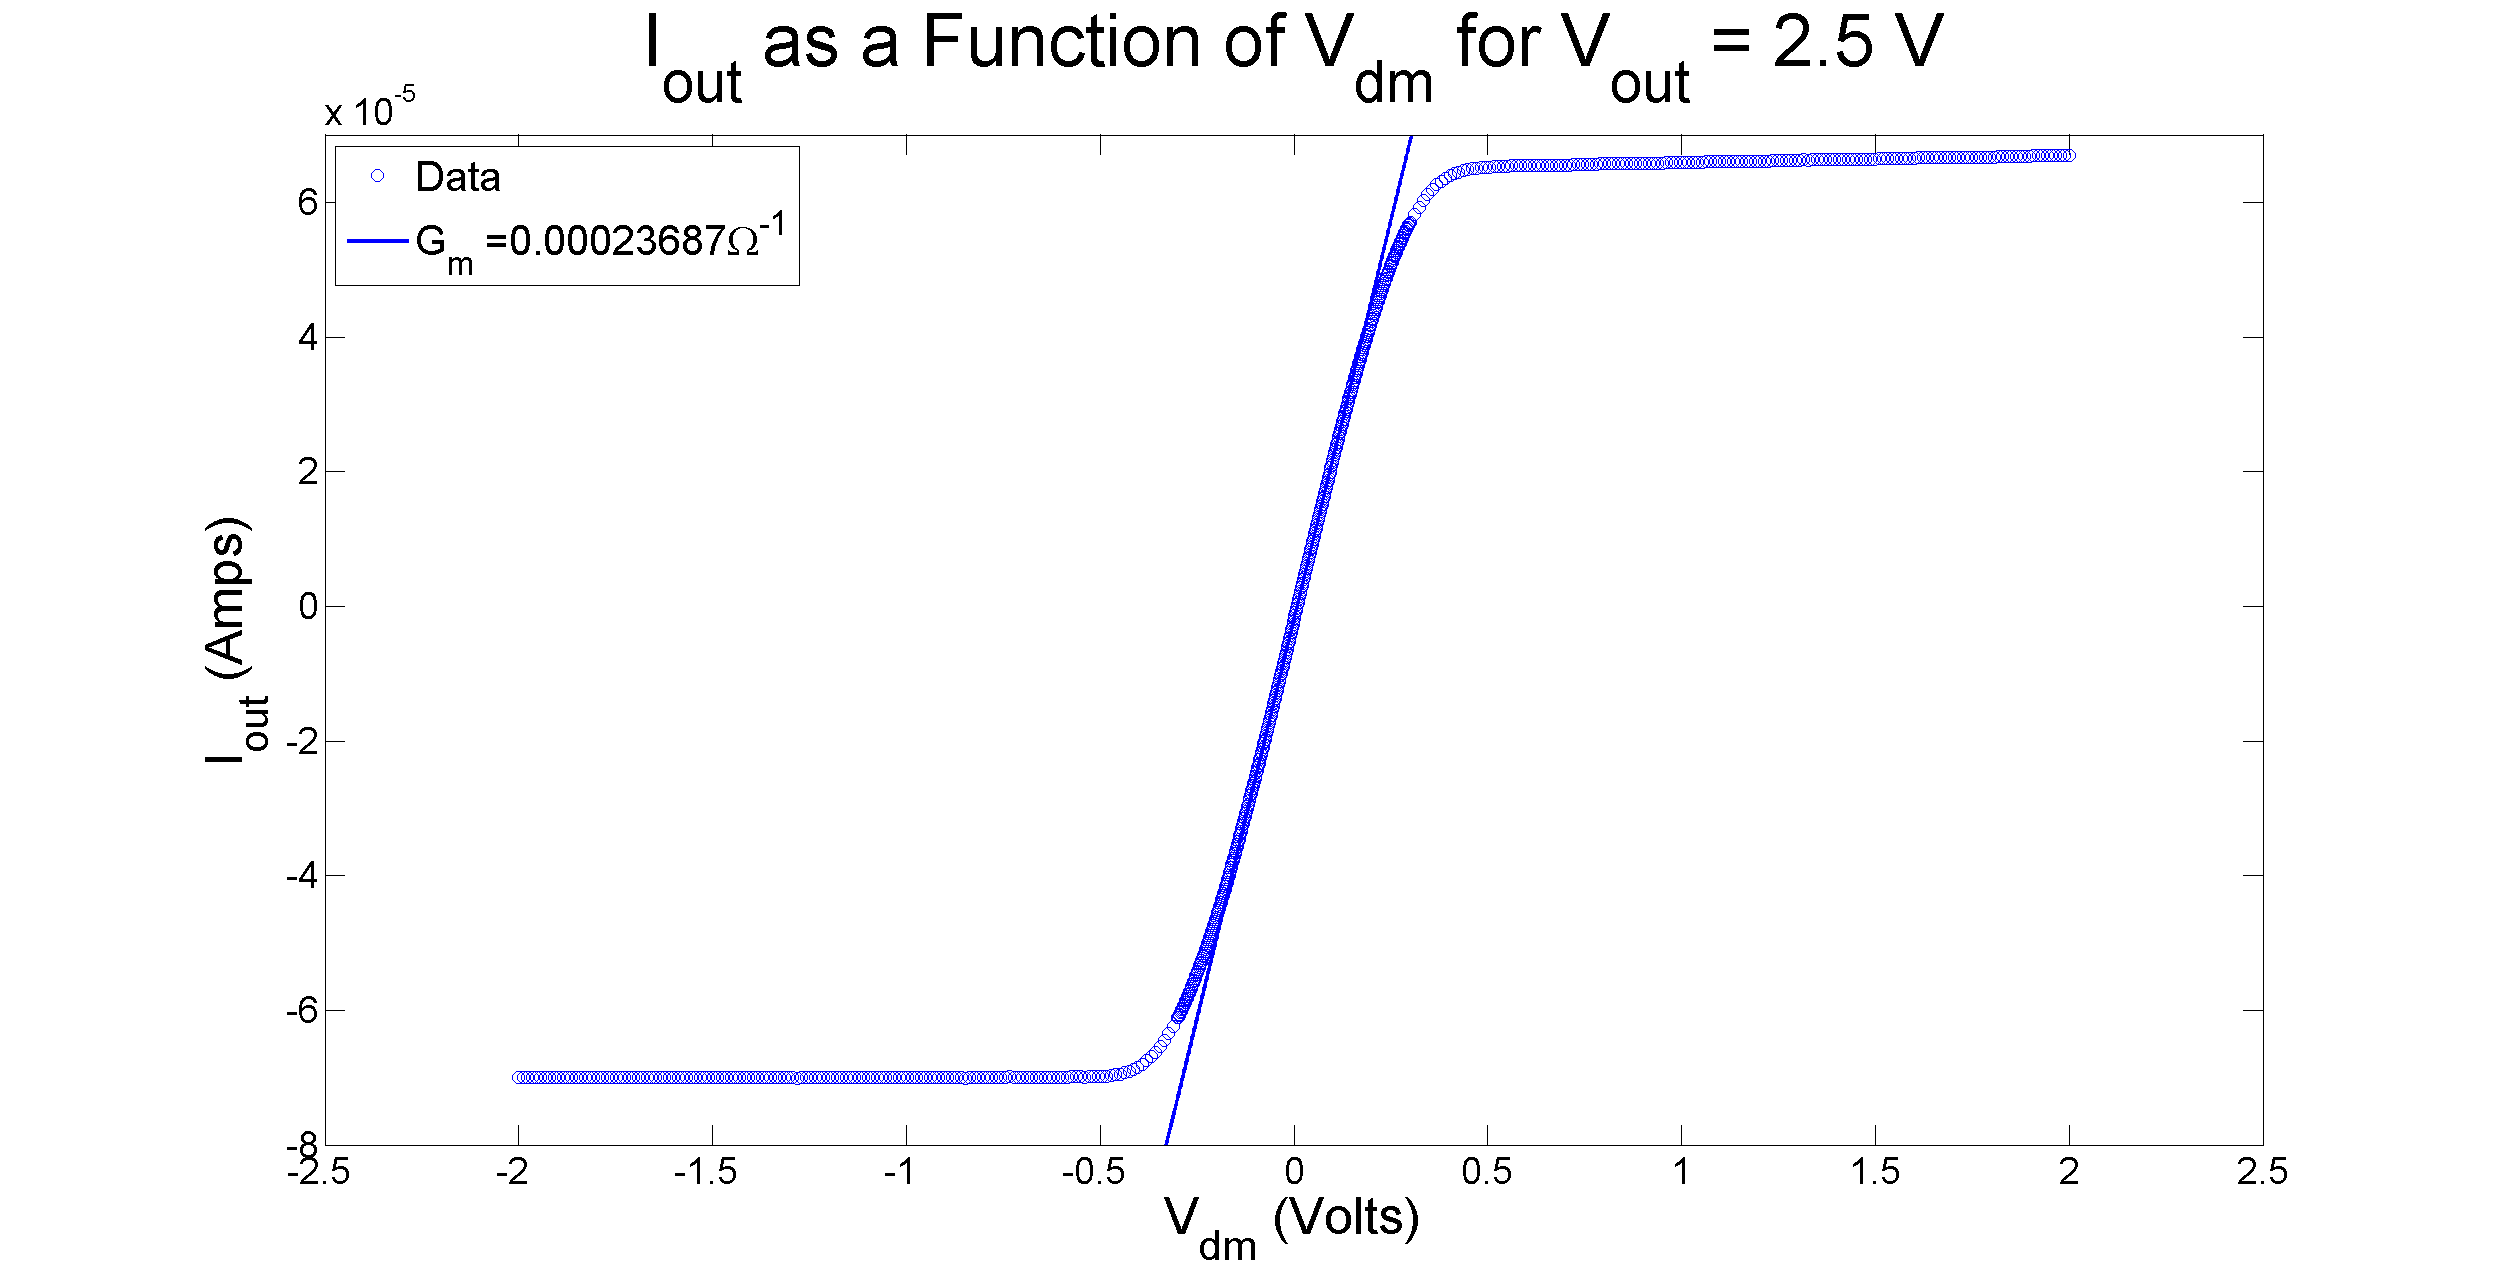 I_out as a Function of V_dm for V_out = 2.5 V
x 10^-5
Data
G_m =0.00023687Ω^-1
6
4
2
0
-2
-4
-6
-8
I_out (Amps)
-2.5 -2 -1.5 -1 -0.5 0 0.5 1 1.5 2 2.5
V_dm (Volts)